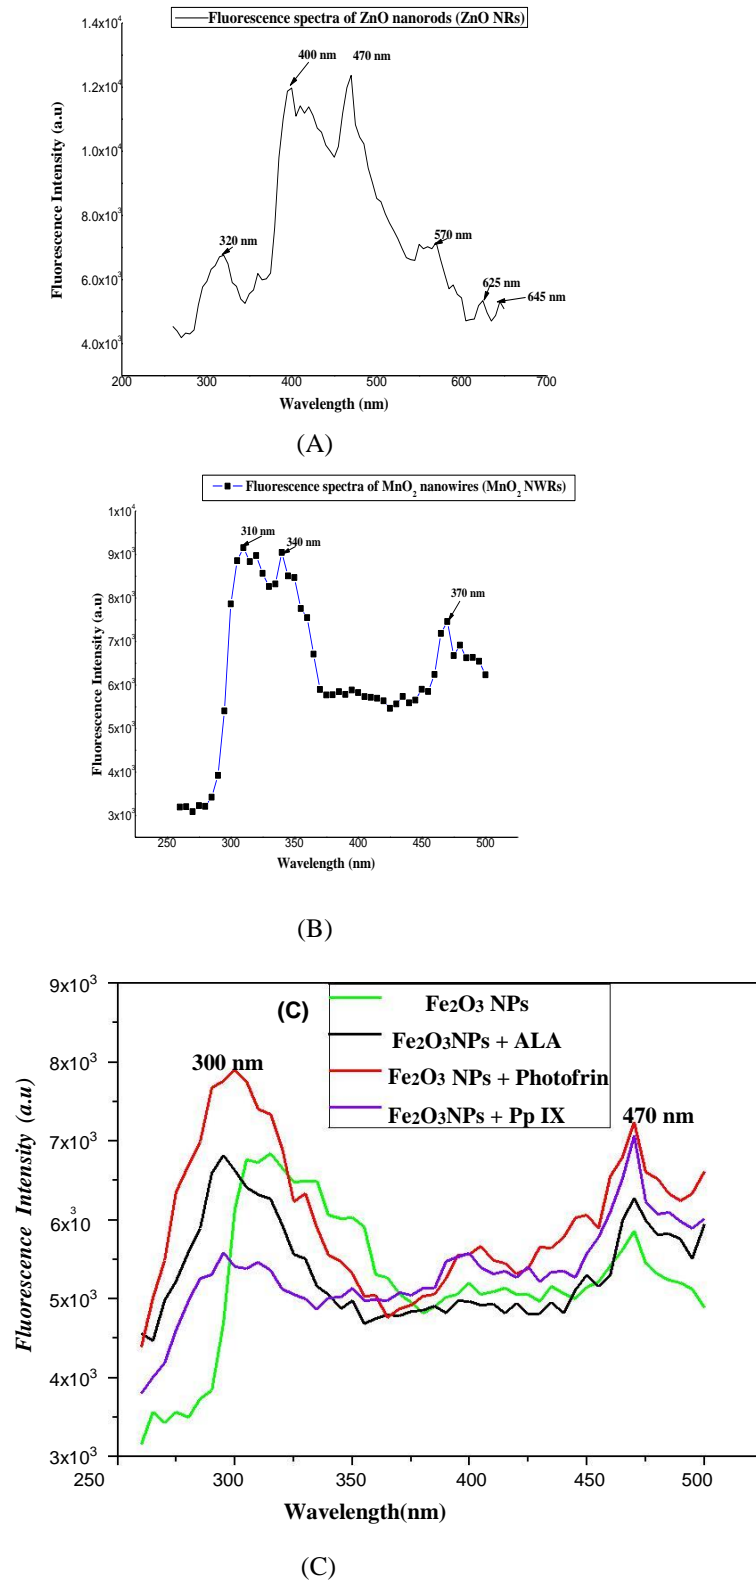 Fluorescence spectra of ZnO nanorods (ZnO NRs)
1.4x10⁴
1.2x10⁴
1.0x10⁴
8.0x10³
6.0x10³
4.0x10³
Fluorescence Intensity (a.u)
400 nm
470 nm
320 nm
570 nm
625 nm
645 nm
200 300 400 500 600 700
Wavelength (nm)
(A)
Fluorescence spectra of MnO₂ nanowires (MnO₂ NWRs)
1x10⁴
9x10³
8x10³
7x10³
6x10³
5x10³
4x10³
3x10³
Fluorescence Intensity (a.u)
310 nm
340 nm
370 nm
250 300 350 400 450 500
Wavelength (nm)
(B)
9x10³
8x10³
7x10³
6x10³
5x10³
4x10³
3x10³
Fluorescence Intensity (a.u)
(C)
Fe₂O₃ NPs
Fe₂O₃NPs + ALA
Fe₂O₃ NPs + Photofrin
Fe₂O₃NPs + Pp IX
300 nm
470 nm
250 300 350 400 450 500
Wavelength(nm)
(C)